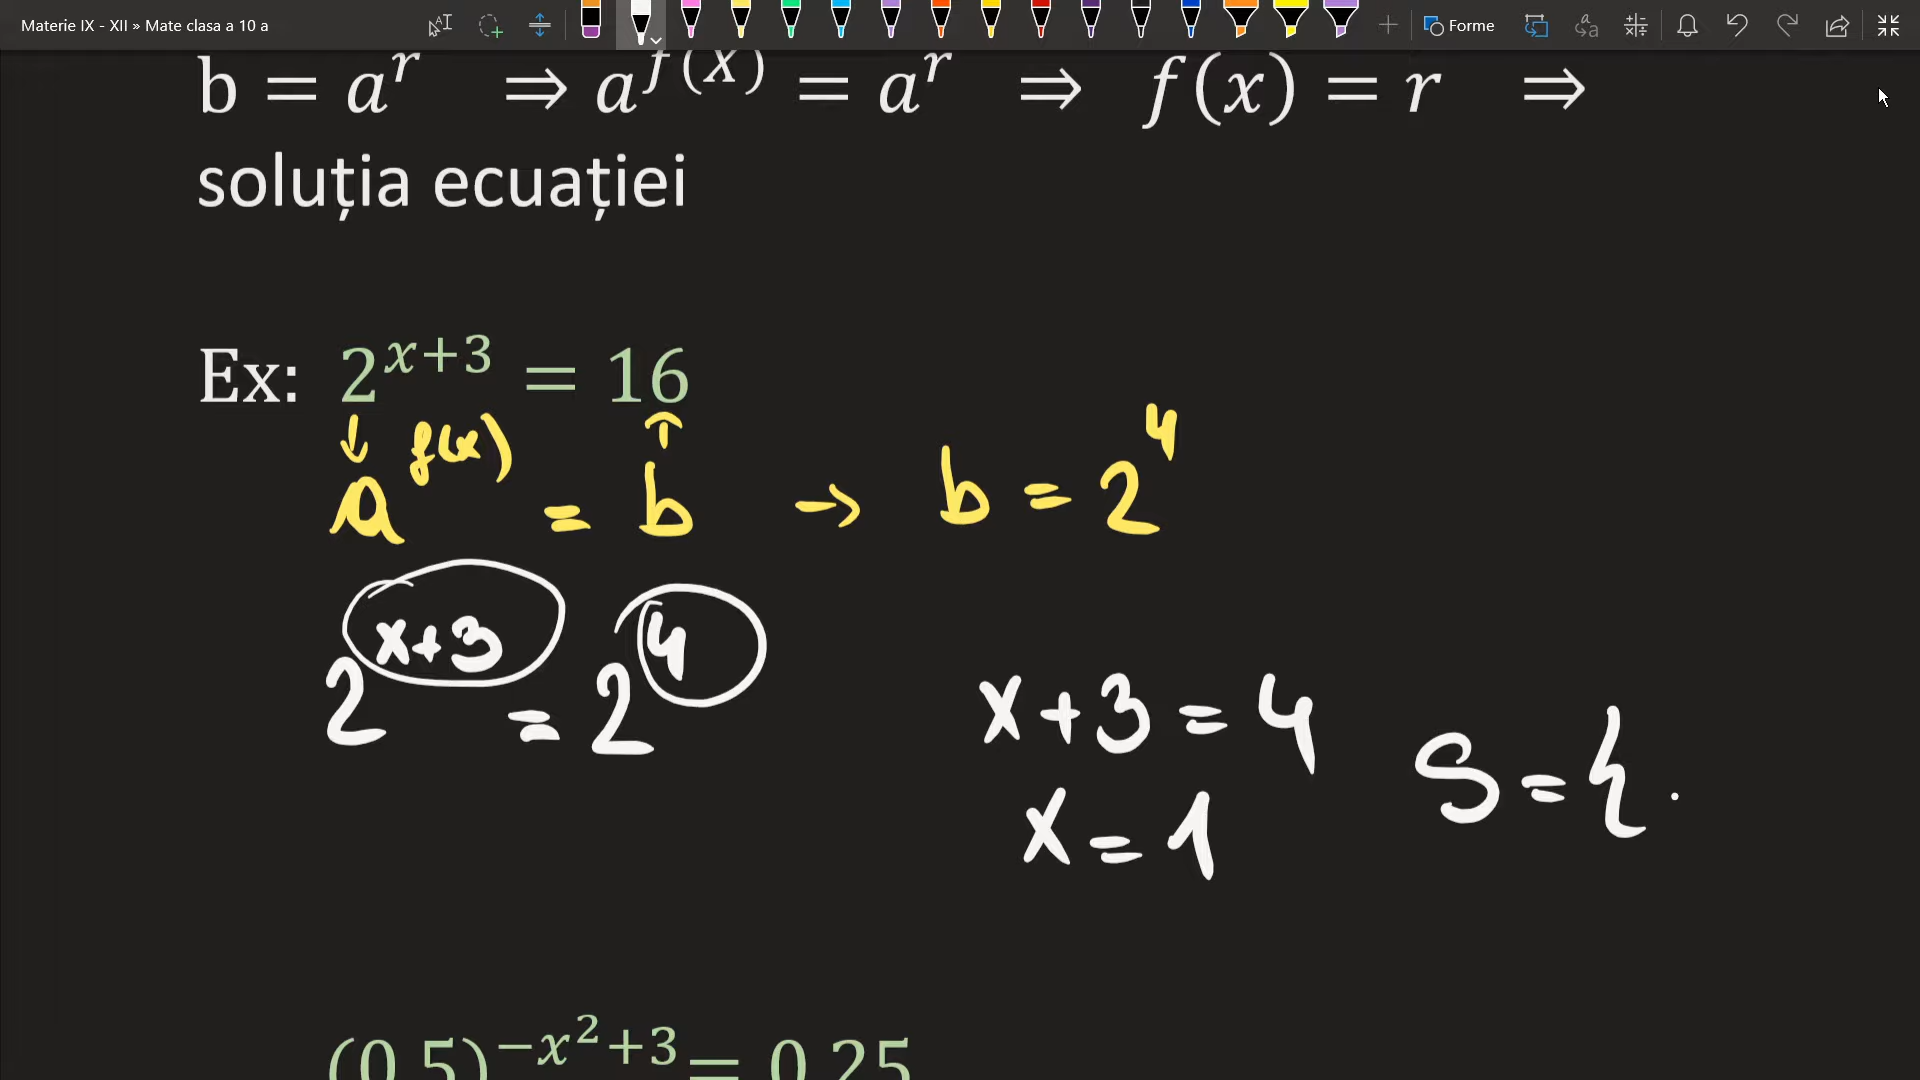 Materie IX - XII » Mate clasa a 10 a
Forme
b = a^r ⇒ a^f(x) = a^r ⇒ f(x) = r ⇒
soluția ecuației
Ex: 2^x+3 = 16
↓ ↑
a^f(x) = b → b = 2^4
2^x+3 = 2^4
x+3 = 4
S = {
x = 1
(0,5)^-x²+3 = 0,25